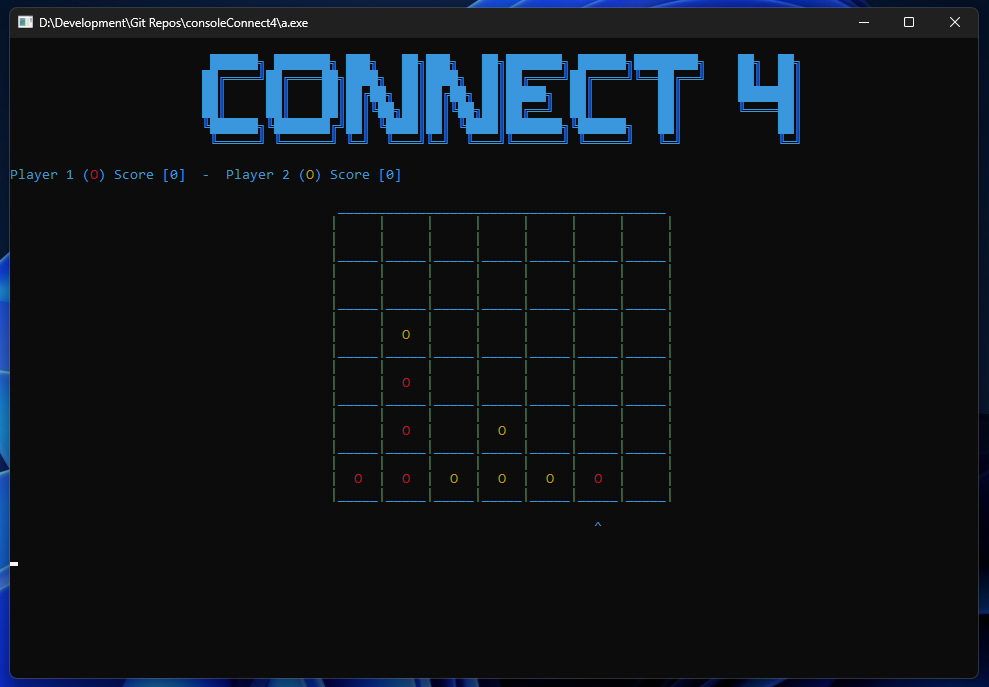 D:\Development\Git Repos\consoleConnect4\a.exe
CONNECT 4
Player 1 (O) Score [0]  -  Player 2 (O) Score [0]
O
O
O O
O O O O O O
^